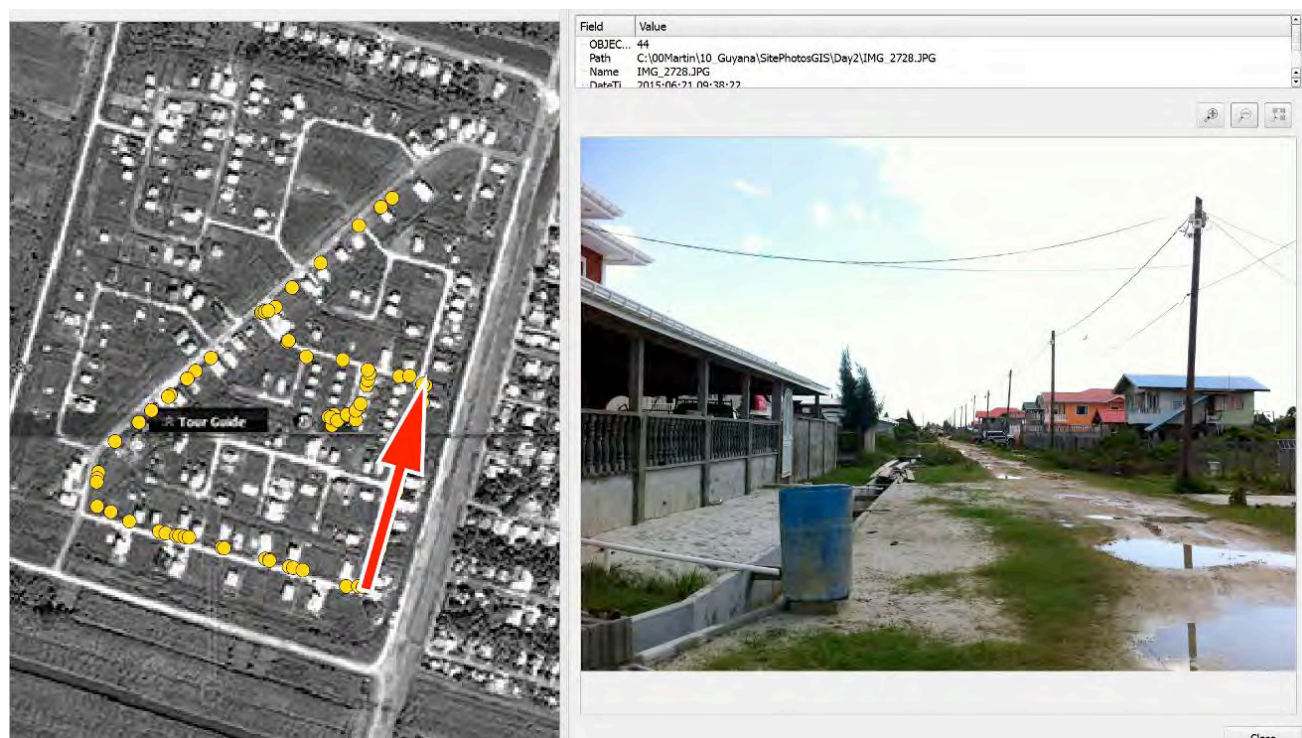 Tour Guide
Field Value
OBJEC... 44
Path C:\00Martin\10_Guyana\SitePhotosGIS\Day2\IMG_2728.JPG
Name IMG_2728.JPG
DateTi 2015:06:21 09:38:22
Close